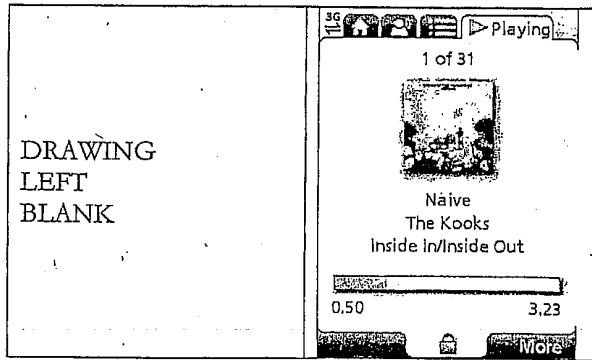 DRAWING
LEFT
BLANK
3G
Playing
1 of 31
Naive
The Kooks
Inside In/Inside Out
0,50 3,23
More